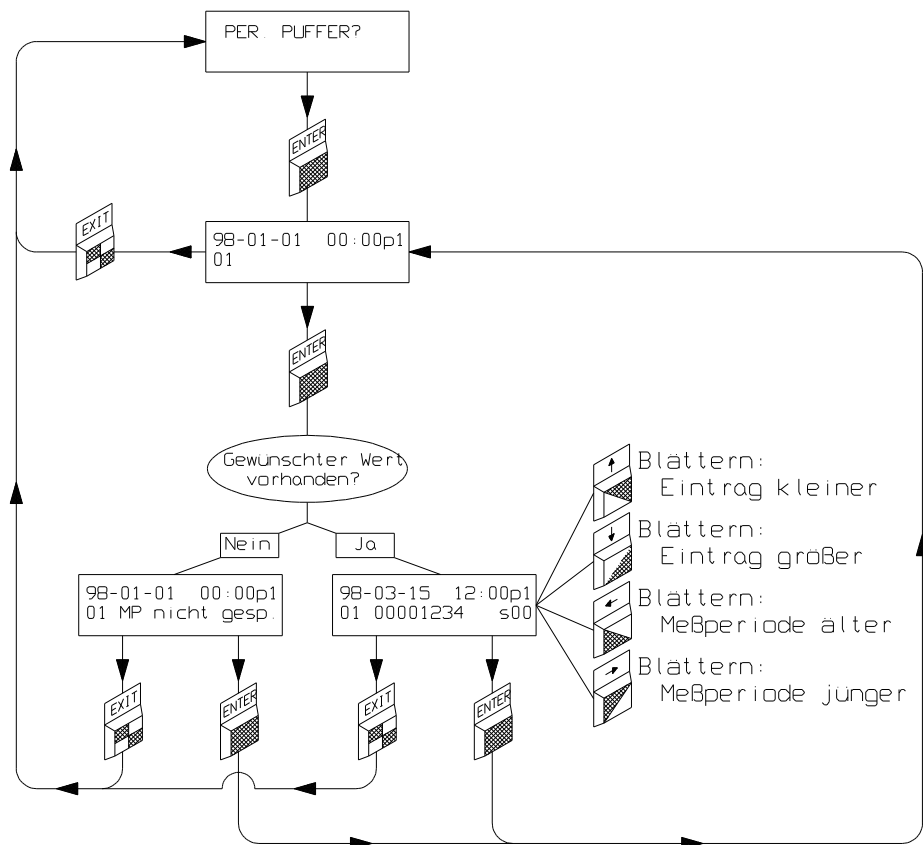 PER. PUFFER?
ENTER
EXIT
98-01-01 00:00p1
01
ENTER
Gewünschter Wert
vorhanden?
Nein
Ja
98-01-01 00:00p1
01 MP nicht gesp.
98-03-15 12:00p1
01 00001234 s00
↑
Blättern:
Eintrag kleiner
↓
Blättern:
Eintrag größer
←
Blättern:
Meßperiode älter
→
Blättern:
Meßperiode jünger
EXIT
ENTER
EXIT
ENTER